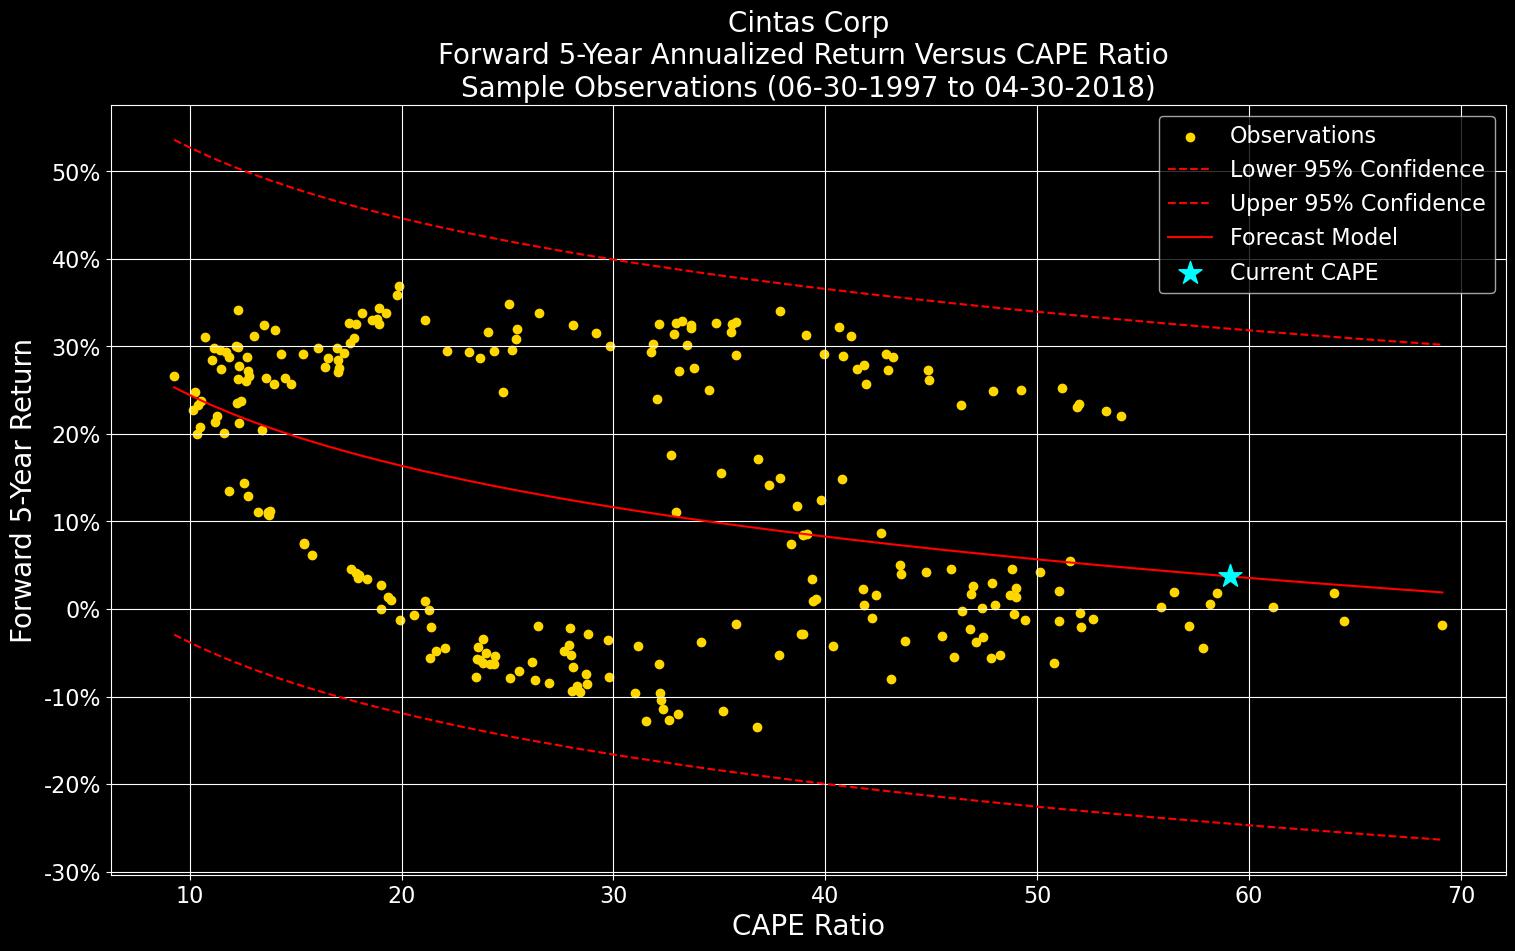 Cintas Corp
Forward 5-Year Annualized Return Versus CAPE Ratio
Sample Observations (06-30-1997 to 04-30-2018)
Observations
Lower 95% Confidence
Upper 95% Confidence
Forecast Model
Current CAPE
Forward 5-Year Return
50%
40%
30%
20%
10%
0%
-10%
-20%
-30%
10 20 30 40 50 60 70
CAPE Ratio